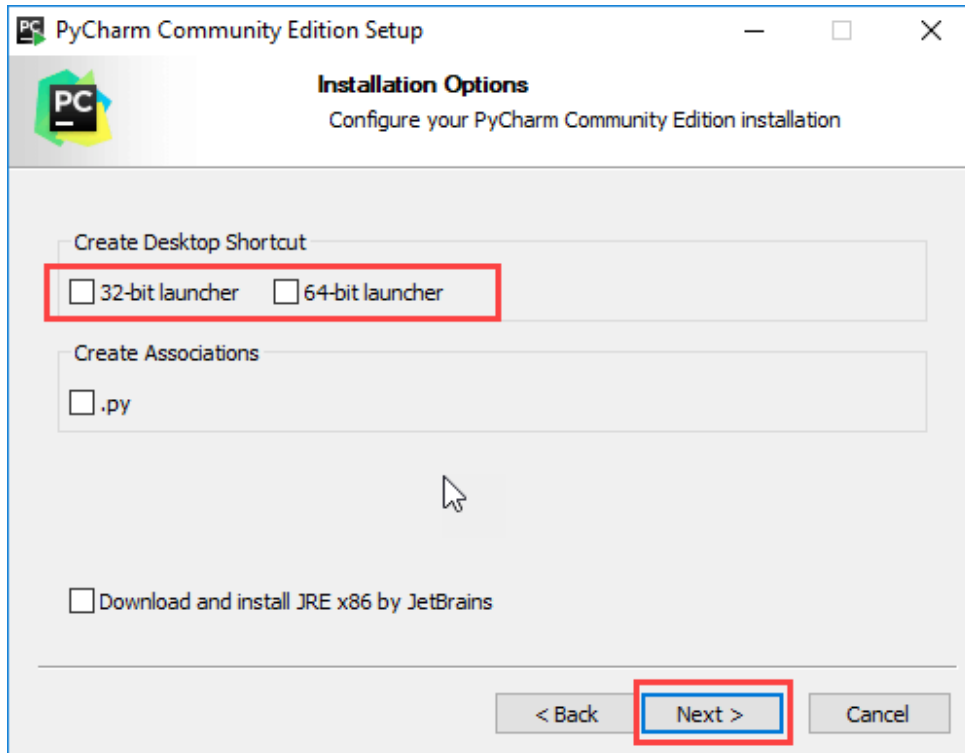 PC PyCharm Community Edition Setup
PC
Installation Options
Configure your PyCharm Community Edition installation
Create Desktop Shortcut
32-bit launcher 64-bit launcher
Create Associations
.py
Download and install JRE x86 by JetBrains
< Back Next > Cancel